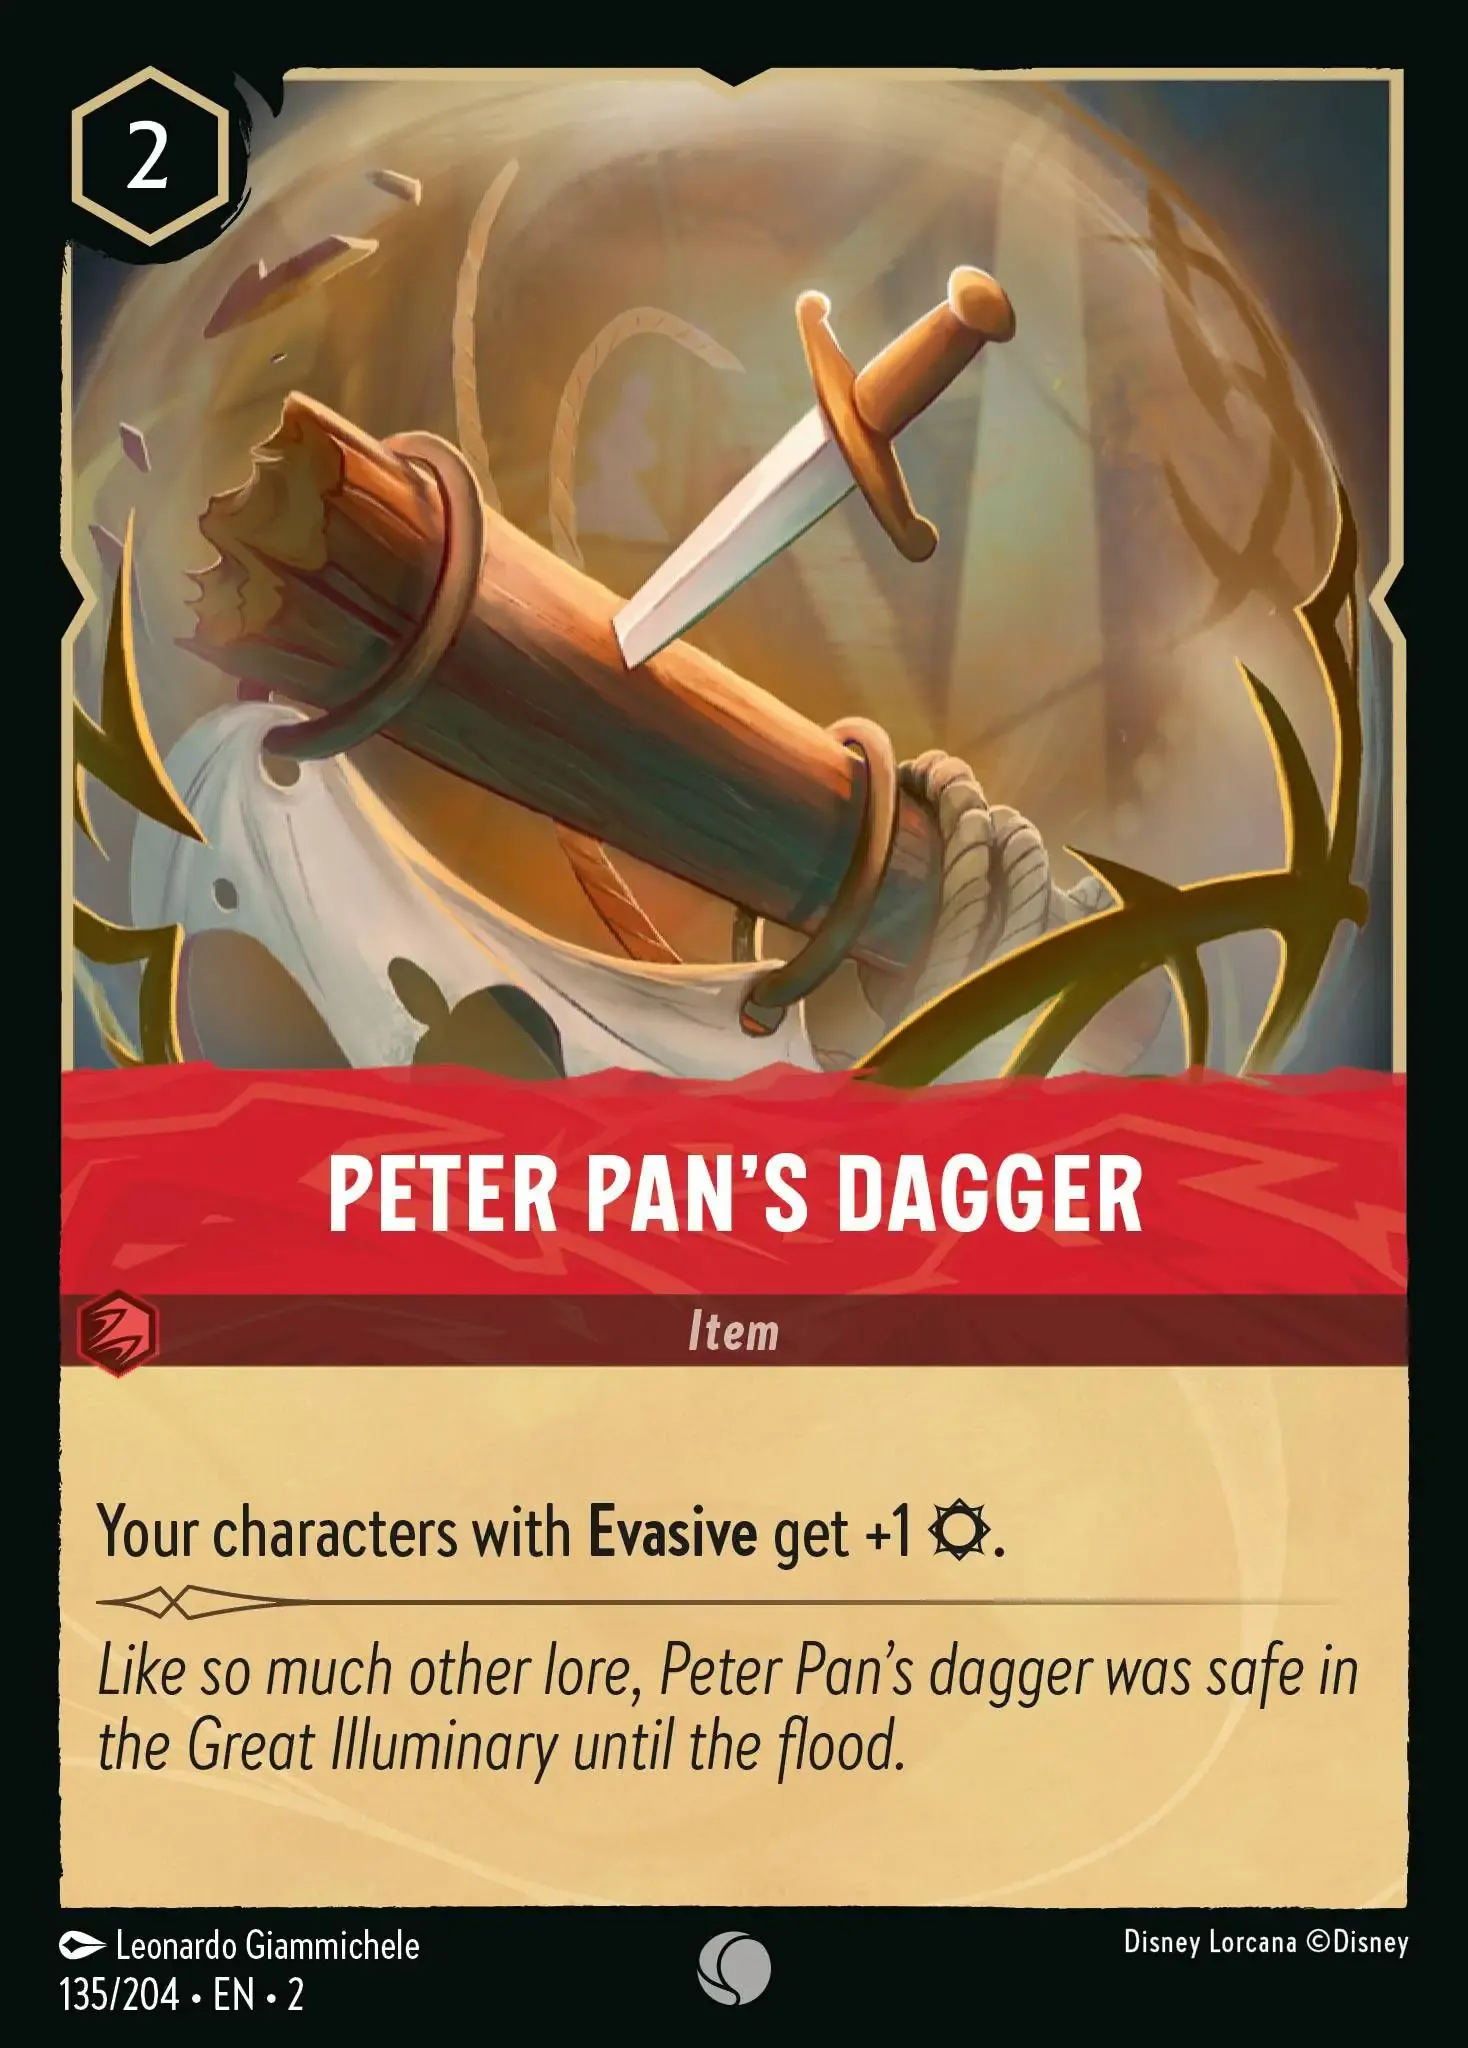 2
PETER PAN'S DAGGER
Item
Your characters with Evasive get +1 .
Like so much other lore, Peter Pan's dagger was safe in
the Great Illuminary until the flood.
Leonardo Giammichele
135/204 • EN • 2
Disney Lorcana ©Disney